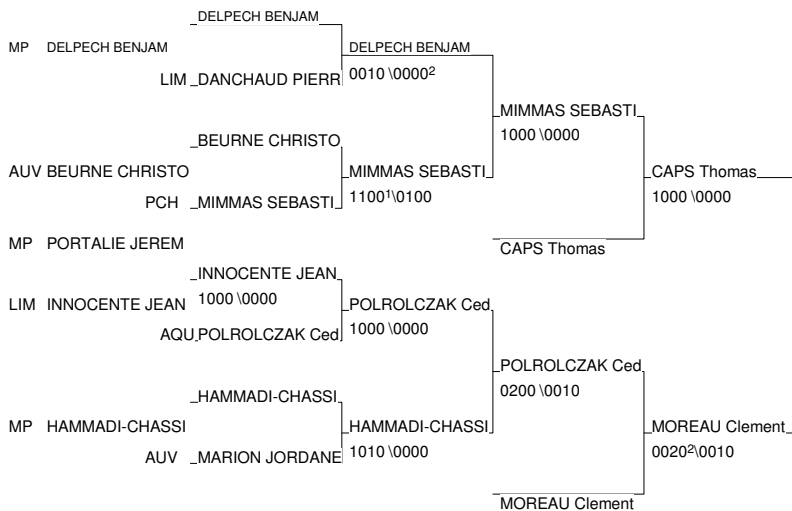 DELPECH BENJAM
MP DELPECH BENJAM DELPECH BENJAM
LIM DANCHAUD PIERR 0010 \0000²
MIMMAS SEBASTI
1000 \0000
BEURNE CHRISTO
AUV BEURNE CHRISTO MIMMAS SEBASTI CAPS Thomas
1100¹\0100 1000 \0000
PCH MIMMAS SEBASTI
MP PORTALIE JEREM CAPS Thomas
INNOCENTE JEAN
LIM INNOCENTE JEAN 1000 \0000 POLROLCZAK Ced
AQU POLROLCZAK Ced 1000 \0000
POLROLCZAK Ced
0200 \0010
HAMMADI-CHASSI
MP HAMMADI-CHASSI HAMMADI-CHASSI MOREAU Clement
AUV MARION JORDANE 1010 \0000 0020²\0010
MOREAU Clement